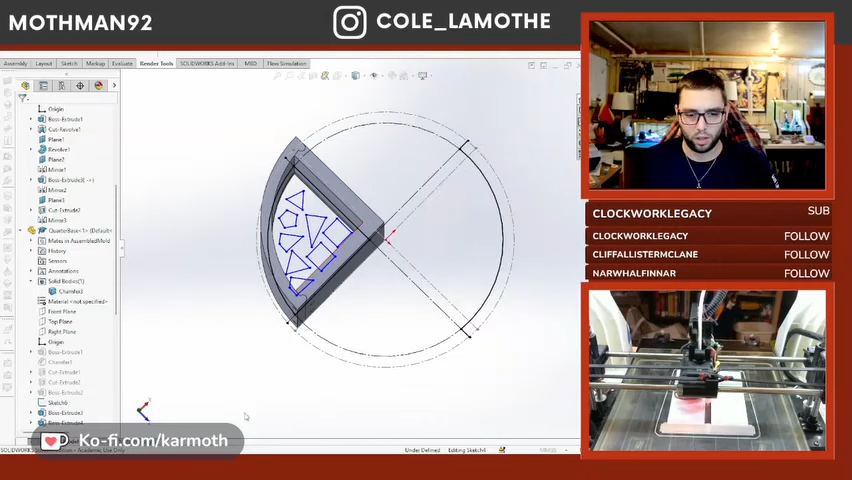 MOTHMAN92
COLE_LAMOTHE
Assembly Layout Sketch Markup Evaluate Render Tools SOLIDWORKS Add-Ins MBD Flow Simulation
Origin
Boss-Extrude1
Cut-Revolve1
Plane1
Revolve1
Plane2
Mirror1
Boss-Extrude3(->)
Mirror2
Plane3
Cut-Extrude2
Mirror3
QuarterBase<1> (Default<
Mates in AssembledMold
History
Sensors
Annotations
Solid Bodies(1)
Chamfer3
Material <not specified>
Front Plane
Top Plane
Right Plane
Origin
Boss-Extrude1
Chamfer1
Cut-Extrude1
Cut-Extrude2
Boss-Extrude2
Sketch6
Boss-Extrude3
Boss-Extrude4
Ko-fi.com/karmoth
Under Defined Editing Sketch4
CLOCKWORKLEGACY SUB
CLOCKWORKLEGACY FOLLOW
CLIFFALLISTERMCLANE FOLLOW
NARWHALFINNAR FOLLOW